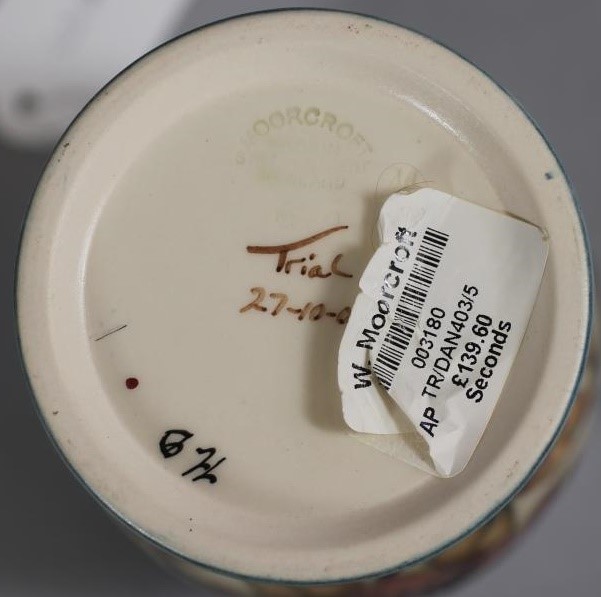 MOORCROFT
Trial
27-10-0
W. Moorcroft
003180
AP TR/DAN403/5
£139.60
Seconds